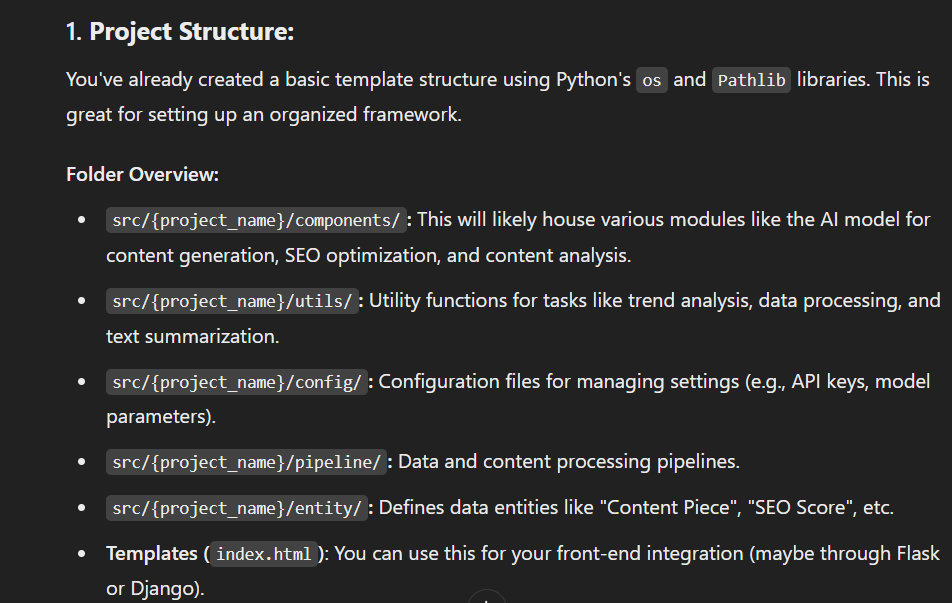 1. Project Structure:
You've already created a basic template structure using Python's os and Pathlib libraries. This is
great for setting up an organized framework.
Folder Overview:
• src/{project_name}/components/ : This will likely house various modules like the AI model for
content generation, SEO optimization, and content analysis.
• src/{project_name}/utils/ : Utility functions for tasks like trend analysis, data processing, and
text summarization.
• src/{project_name}/config/ : Configuration files for managing settings (e.g., API keys, model
parameters).
• src/{project_name}/pipeline/ : Data and content processing pipelines.
• src/{project_name}/entity/ : Defines data entities like "Content Piece", "SEO Score", etc.
• Templates ( index.html ): You can use this for your front-end integration (maybe through Flask
or Django).